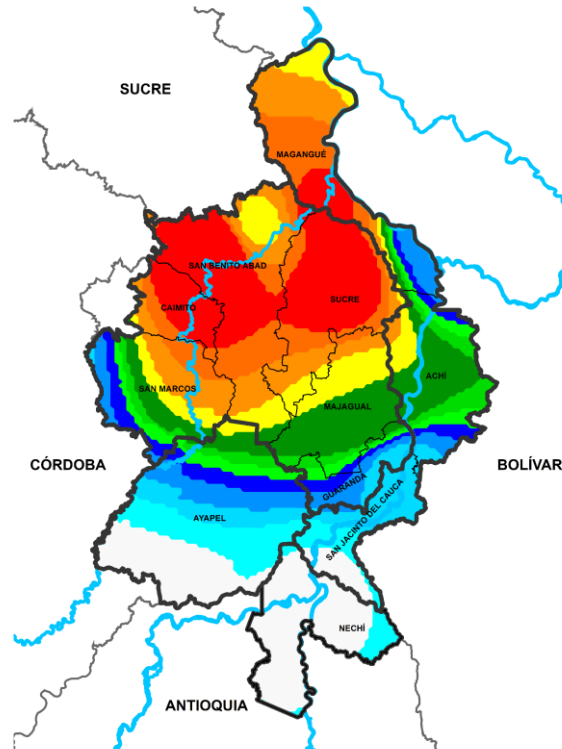 SUCRE
MAGANGUÉ
SAN BENITO ABAD
CAIMITO
SUCRE
SAN MARCOS
ACHÍ
MAJAGUAL
CÓRDOBA
BOLÍVAR
GUARANDA
AYAPEL
SAN JACINTO DEL CAUCA
NECHÍ
ANTIOQUIA